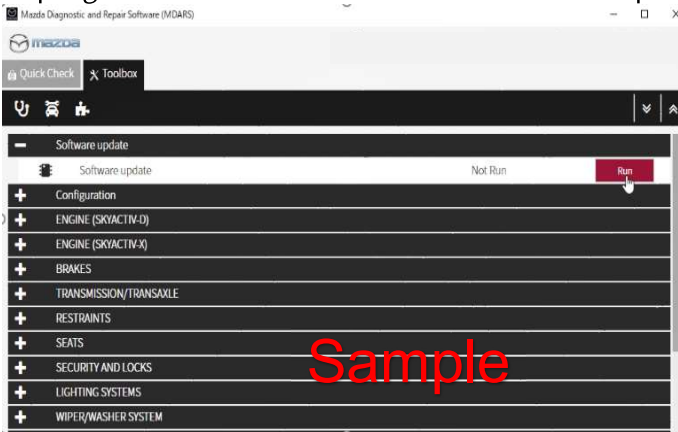 Mazda Diagnostic and Repair Software (MDARS)
mazda
Quick Check Toolbox
Software update
Software update Not Run Run
Configuration
ENGINE (SKYACTIV-D)
ENGINE (SKYACTIV-X)
BRAKES
TRANSMISSION/TRANSAXLE
RESTRAINTS
SEATS
SECURITY AND LOCKS
Sample
LIGHTING SYSTEMS
WIPER/WASHER SYSTEM